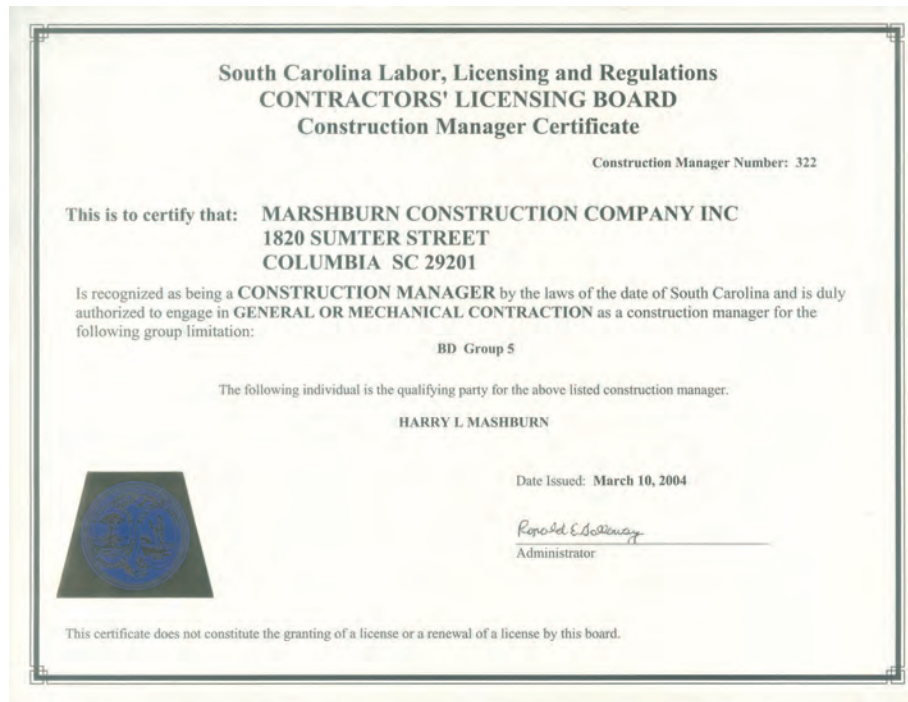 South Carolina Labor, Licensing and Regulations
CONTRACTORS' LICENSING BOARD
Construction Manager Certificate
Construction Manager Number: 322
This is to certify that: MARSHBURN CONSTRUCTION COMPANY INC
1820 SUMTER STREET
COLUMBIA SC 29201
Is recognized as being a CONSTRUCTION MANAGER by the laws of the date of South Carolina and is duly
authorized to engage in GENERAL OR MECHANICAL CONTRACTION as a construction manager for the
following group limitation:
BD Group 5
The following individual is the qualifying party for the above listed construction manager.
HARRY L MASHBURN
Date Issued: March 10, 2004
Ronald E
Administrator
This certificate does not constitute the granting of a license or a renewal of a license by this board.